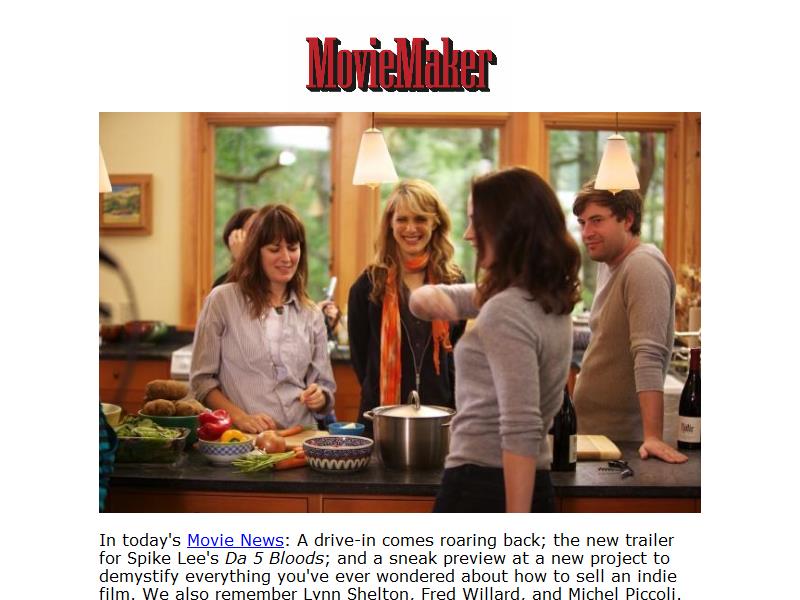 MovieMaker
In today's Movie News: A drive-in comes roaring back; the new trailer
for Spike Lee's Da 5 Bloods; and a sneak preview at a new project to
demystify everything you've ever wondered about how to sell an indie
film. We also remember Lynn Shelton, Fred Willard, and Michel Piccoli.